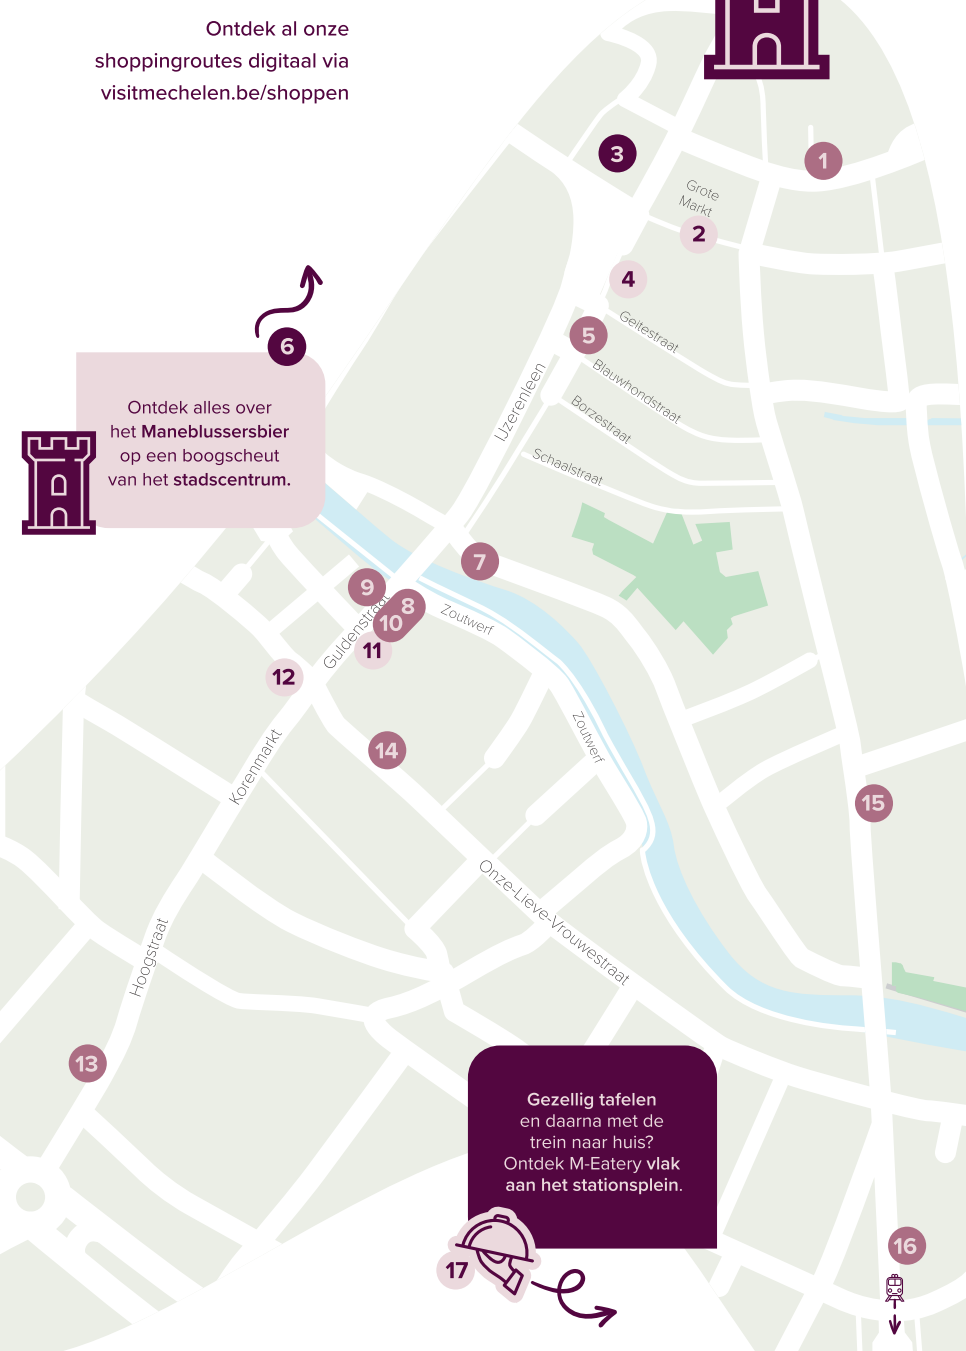 Ontdek al onze
shoppingroutes digitaal via
visitmechelen.be/shoppen
3
1
Grote
Markt
2
4
5
Geitestraat
Blauwhondstraat
Borzestraat
Schaalstraat
IJzerenleen
6
Ontdek alles over
het Maneblussersbier
op een boogscheut
van het stadscentrum.
7
9
8
10
Guldenstraat
11
Zoutwerf
12
Zoutwerf
14
Korenmarkt
15
Onze-Lieve-Vrouwestraat
Hoogstraat
13
Gezellig tafelen
en daarna met de
trein naar huis?
Ontdek M-Eatery vlak
aan het stationsplein.
16
17